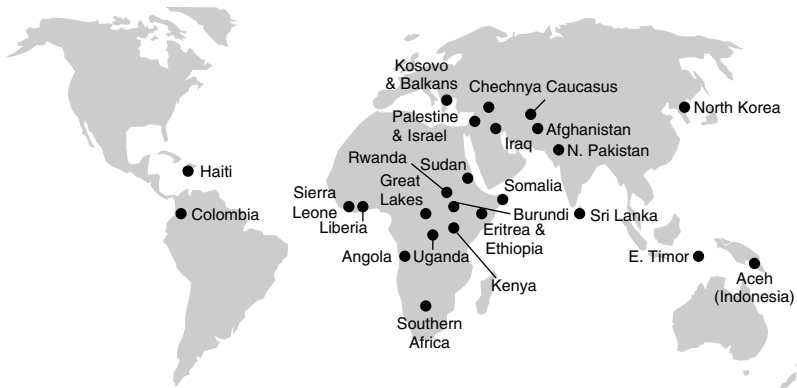 Kosovo
& Balkans
Chechnya Caucasus
North Korea
Palestine
& Israel
Afghanistan
Iraq
N. Pakistan
Rwanda
Sudan
Haiti
Great
Lakes
Somalia
Sierra
Leone
Colombia
Burundi
Sri Lanka
Liberia
Eritrea &
Ethiopia
Angola
Uganda
E. Timor
Kenya
Aceh
(Indonesia)
Southern
Africa